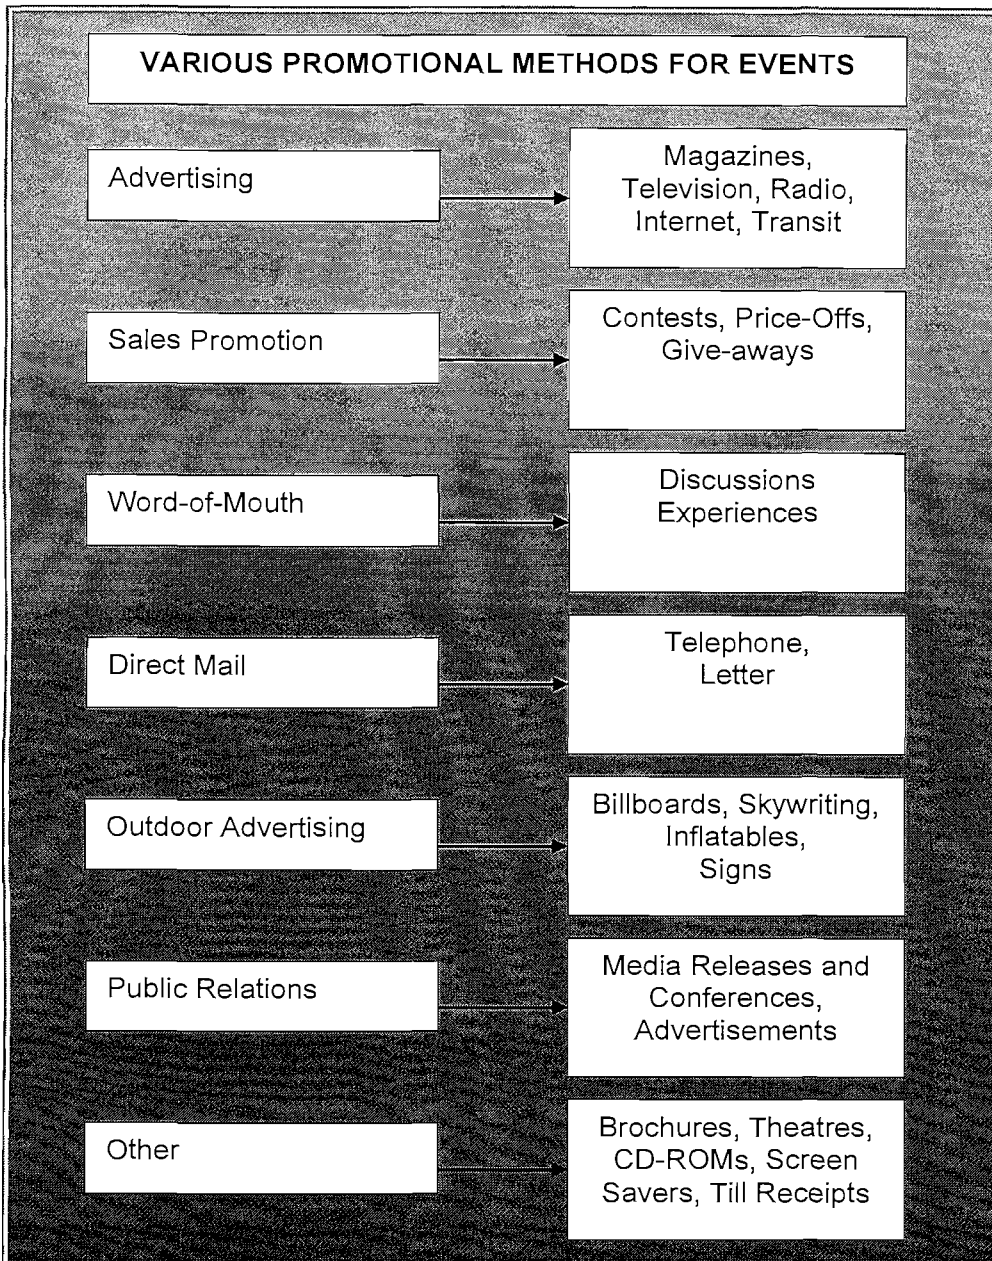 VARIOUS PROMOTIONAL METHODS FOR EVENTS
Advertising
Magazines,
Television, Radio,
Internet, Transit
Sales Promotion
Contests, Price-Offs,
Give-aways
Word-of-Mouth
Discussions
Experiences
Direct Mail
Telephone,
Letter
Outdoor Advertising
Billboards, Skywriting,
Inflatables,
Signs
Public Relations
Media Releases and
Conferences,
Advertisements
Other
Brochures, Theatres,
CD-ROMs, Screen
Savers, Till Receipts